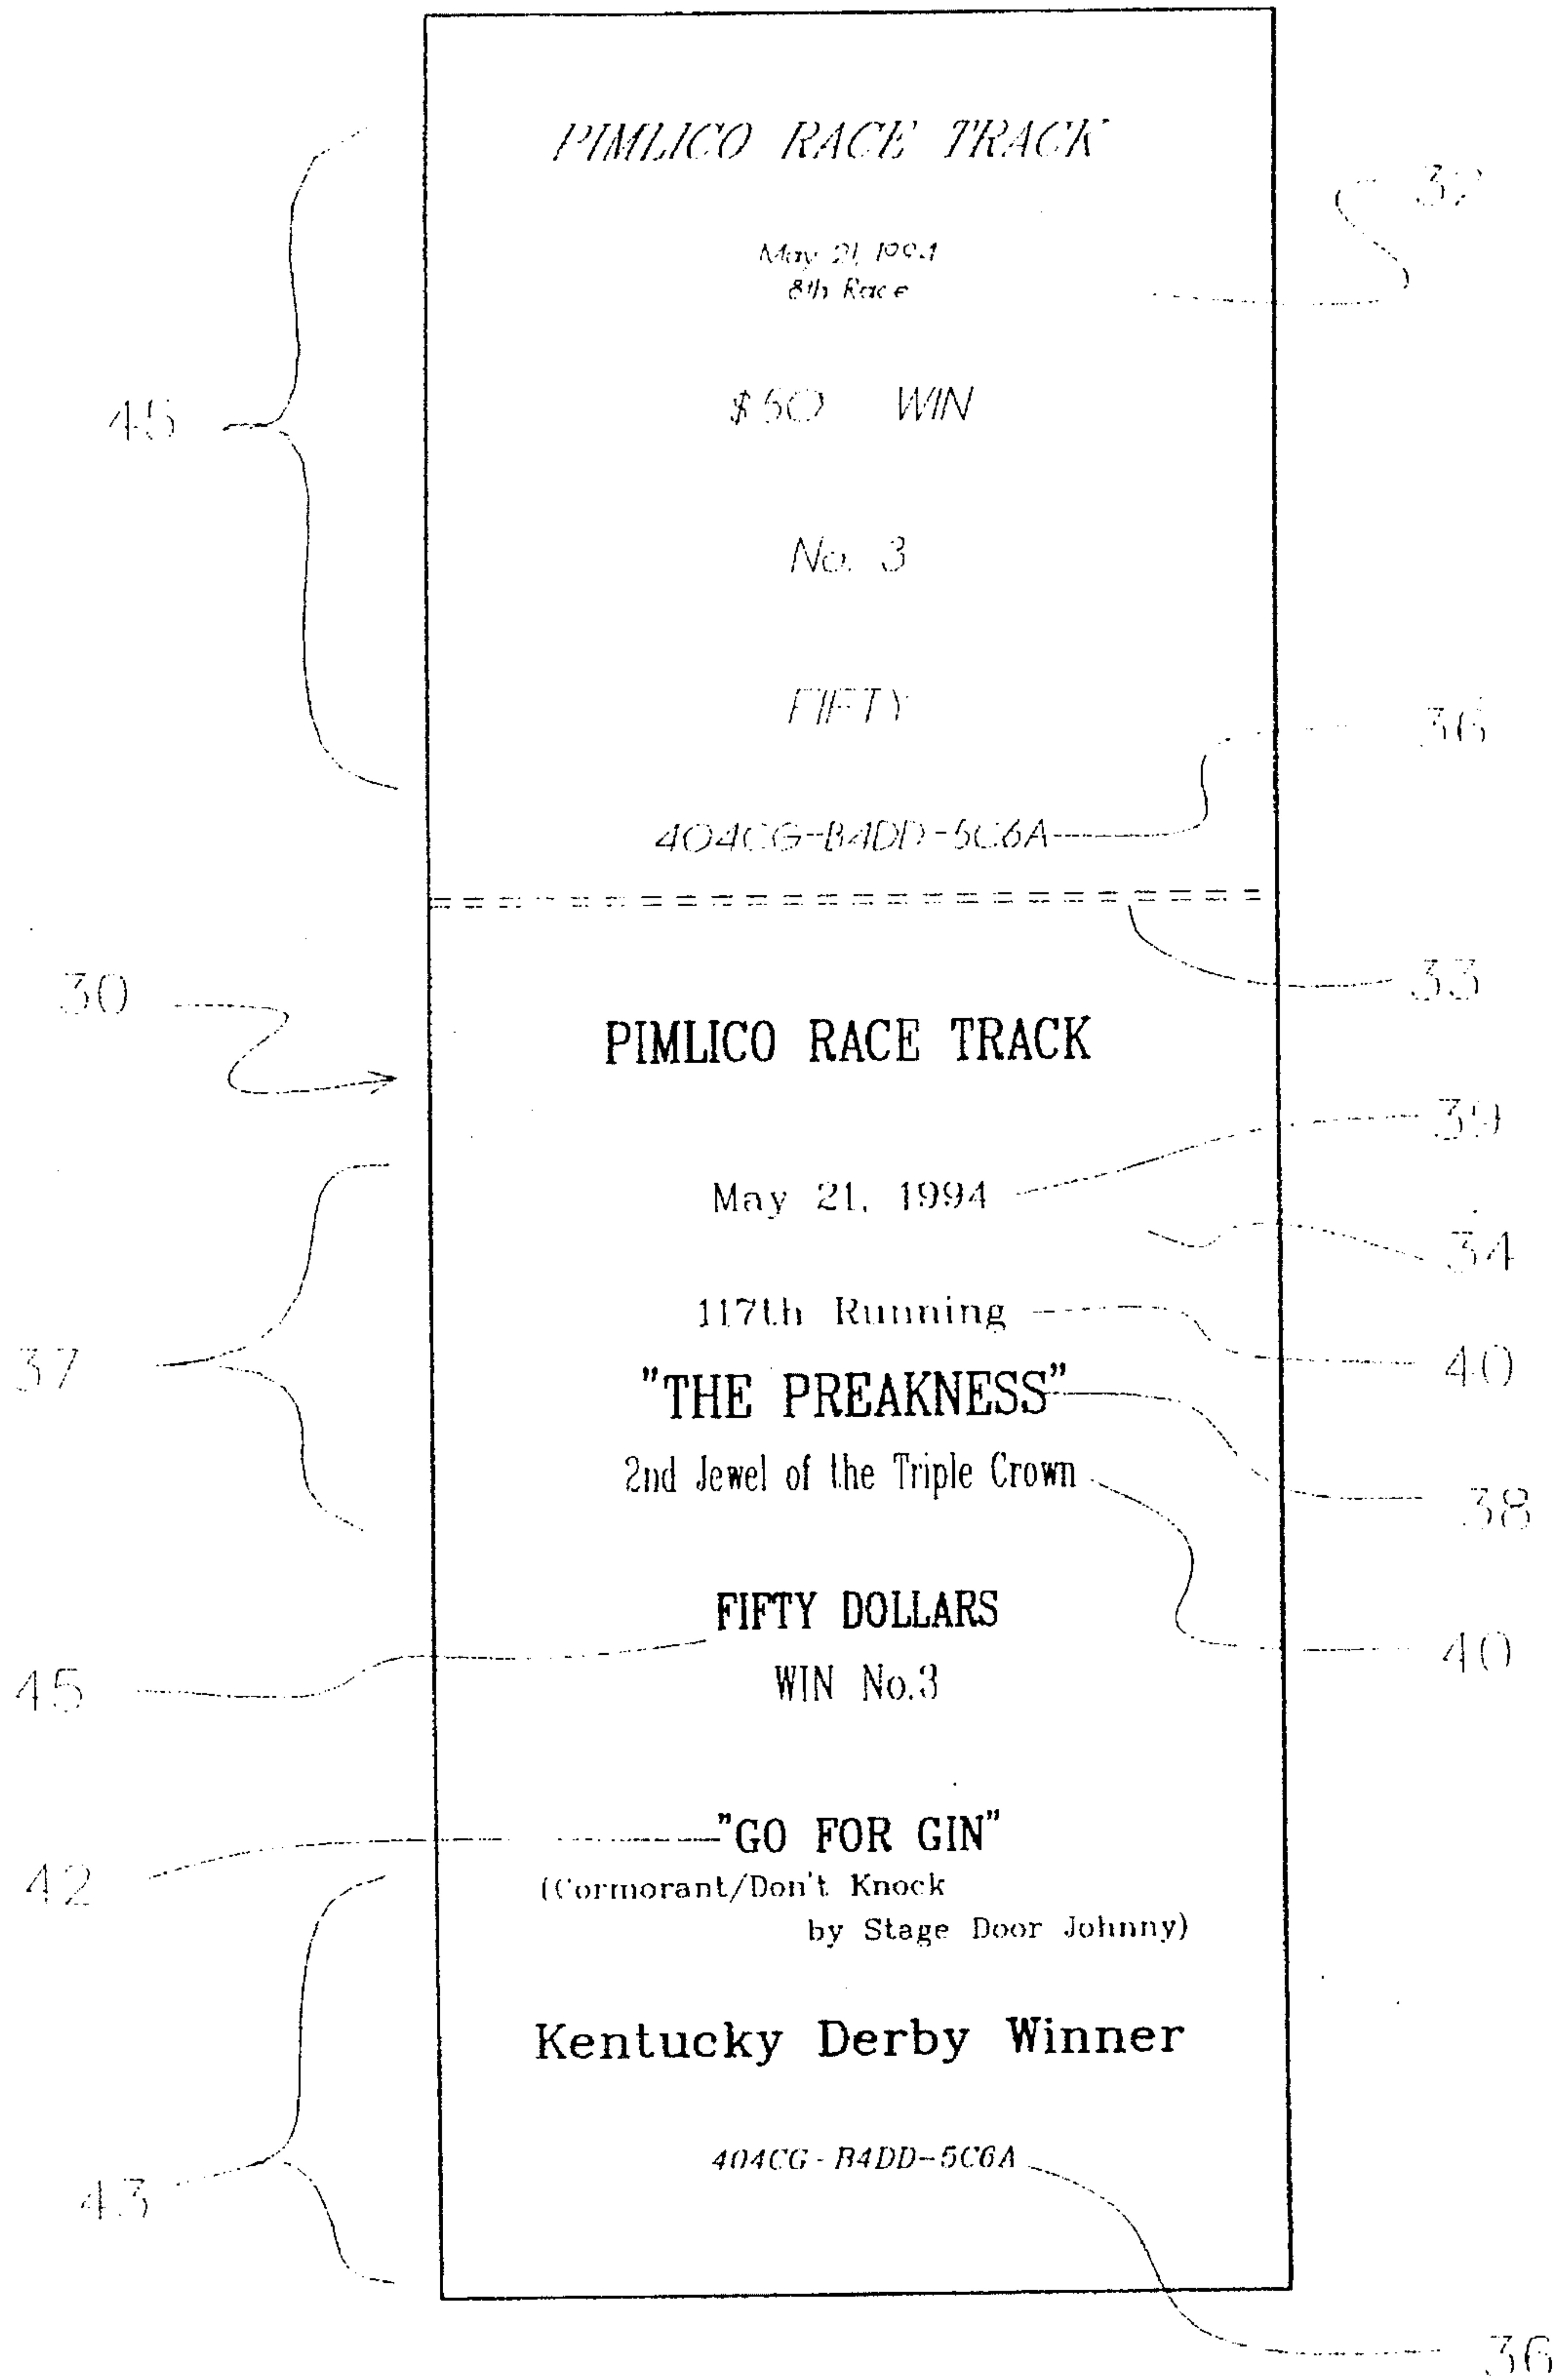 PIMLICO RACE TRACK
32
May 21, 1994
8th Race
45
$50 WIN
No. 3
FIFTY
36
404CG-B4DD-5C6A
33
30
PIMLICO RACE TRACK
39
May 21, 1994
34
117th Running
40
37
"THE PREAKNESS"
2nd Jewel of the Triple Crown
38
FIFTY DOLLARS
40
45
WIN No.3
"GO FOR GIN"
42
(Cormorant/Don't Knock
by Stage Door Johnny)
Kentucky Derby Winner
404CG-B4DD-5C6A
43
36